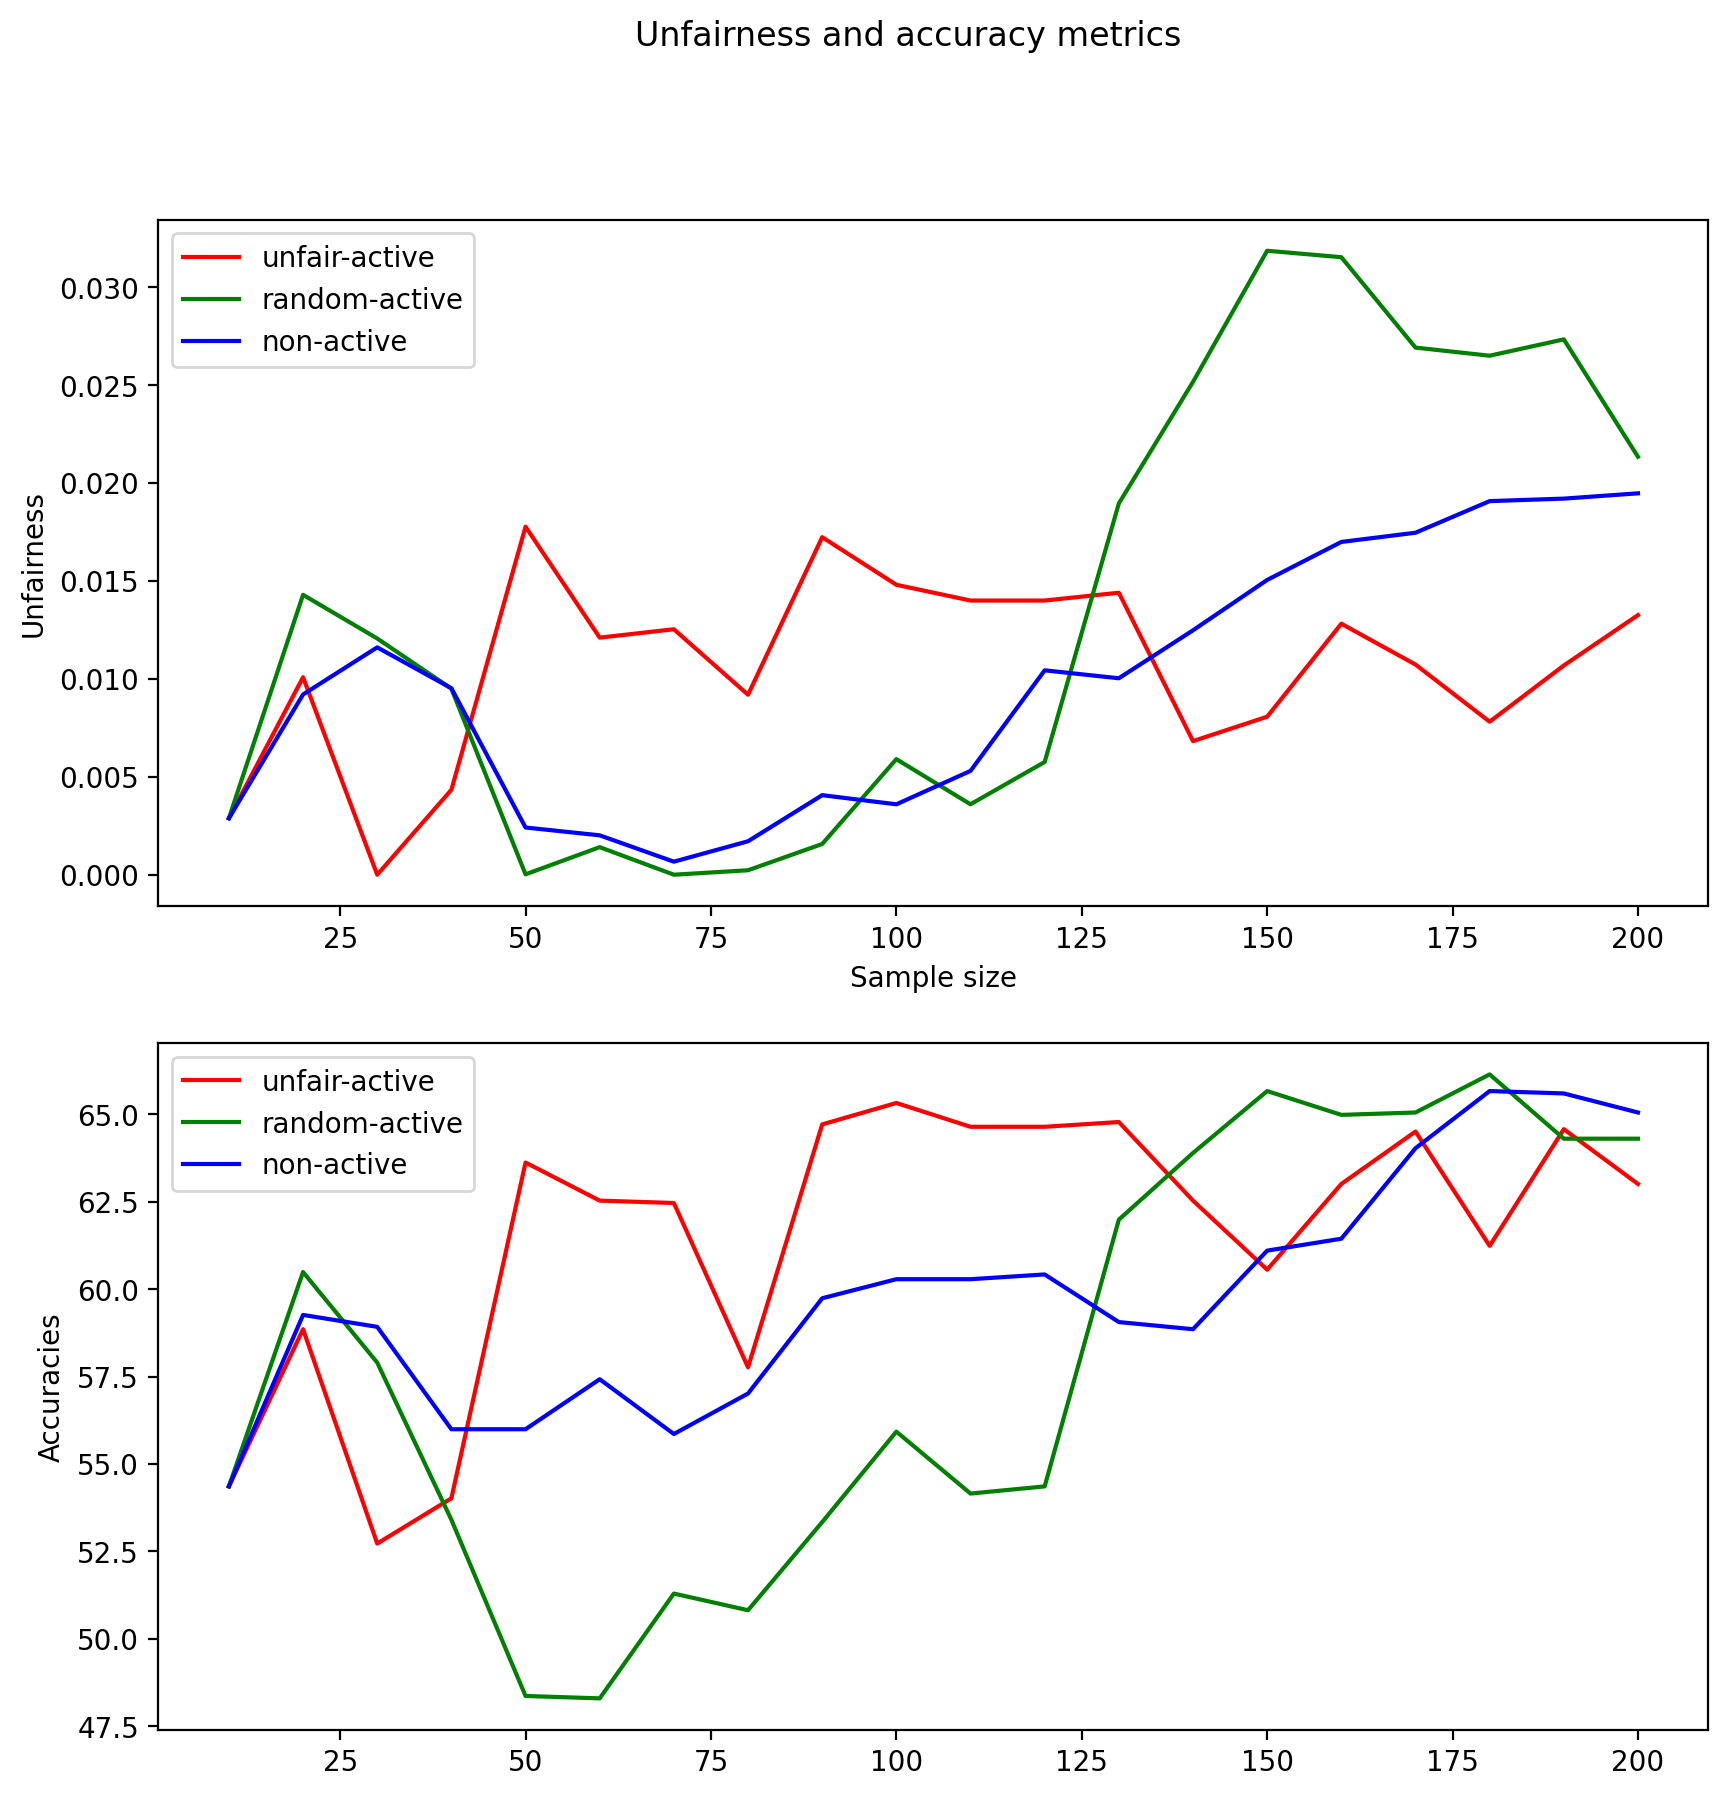 Unfairness and accuracy metrics
unfair-active
random-active
non-active
0.030
0.025
0.020
0.015
0.010
0.005
0.000
Unfairness
25 50 75 100 125 150 175 200
Sample size
unfair-active
random-active
non-active
65.0
62.5
60.0
57.5
55.0
52.5
50.0
47.5
Accuracies
25 50 75 100 125 150 175 200